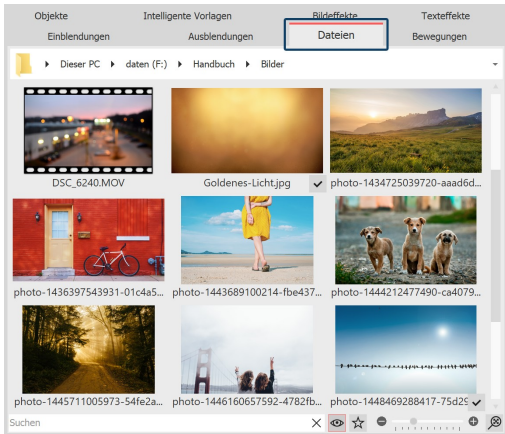 Objekte Intelligente Vorlagen Bildeffekte Texteffekte
Einblendungen Ausblendungen Dateien Bewegungen
Dieser PC daten (F:) Handbuch Bilder
DSC_6240.MOV Goldenes-Licht.jpg photo-1434725039720-aaad6d...
photo-1436397543931-01c4a5... photo-1443689100214-fbe437... photo-1444212477490-ca4079...
photo-1445711005973-54fe2a... photo-1446160657592-4782fb... photo-1448469288417-75d29
Suchen